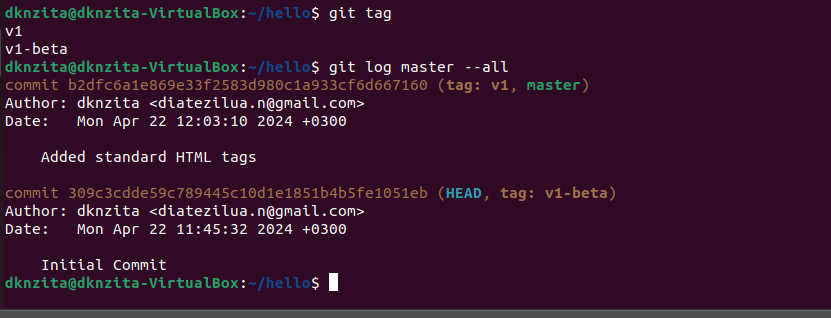 dknzita@dknzita-VirtualBox:~/hello$ git tag
v1
v1-beta
dknzita@dknzita-VirtualBox:~/hello$ git log master --all
commit b2dfc6a1e869e33f2583d980c1a933cf6d667160 (tag: v1, master)
Author: dknzita <diatezilua.n@gmail.com>
Date:   Mon Apr 22 12:03:10 2024 +0300
    Added standard HTML tags
commit 309c3cdde59c789445c10d1e1851b4b5fe1051eb (HEAD, tag: v1-beta)
Author: dknzita <diatezilua.n@gmail.com>
Date:   Mon Apr 22 11:45:32 2024 +0300
    Initial Commit
dknzita@dknzita-VirtualBox:~/hello$